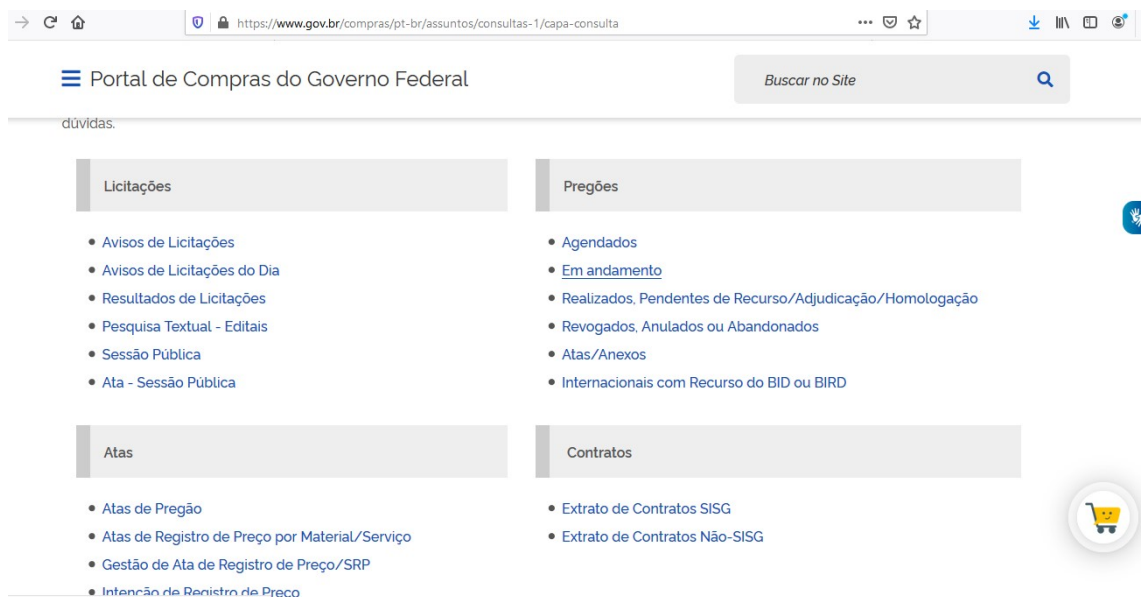 https://www.gov.br/compras/pt-br/assuntos/consultas-1/capa-consulta
Portal de Compras do Governo Federal
Buscar no Site
dúvidas.
Licitações
Avisos de Licitações
Avisos de Licitações do Dia
Resultados de Licitações
Pesquisa Textual - Editais
Sessão Pública
Ata - Sessão Pública
Pregões
Agendados
Em andamento
Realizados, Pendentes de Recurso/Adjudicação/Homologação
Revogados, Anulados ou Abandonados
Atas/Anexos
Internacionais com Recurso do BID ou BIRD
Atas
Atas de Pregão
Atas de Registro de Preço por Material/Serviço
Gestão de Ata de Registro de Preço/SRP
Intenção de Registro de Preço
Contratos
Extrato de Contratos SISG
Extrato de Contratos Não-SISG